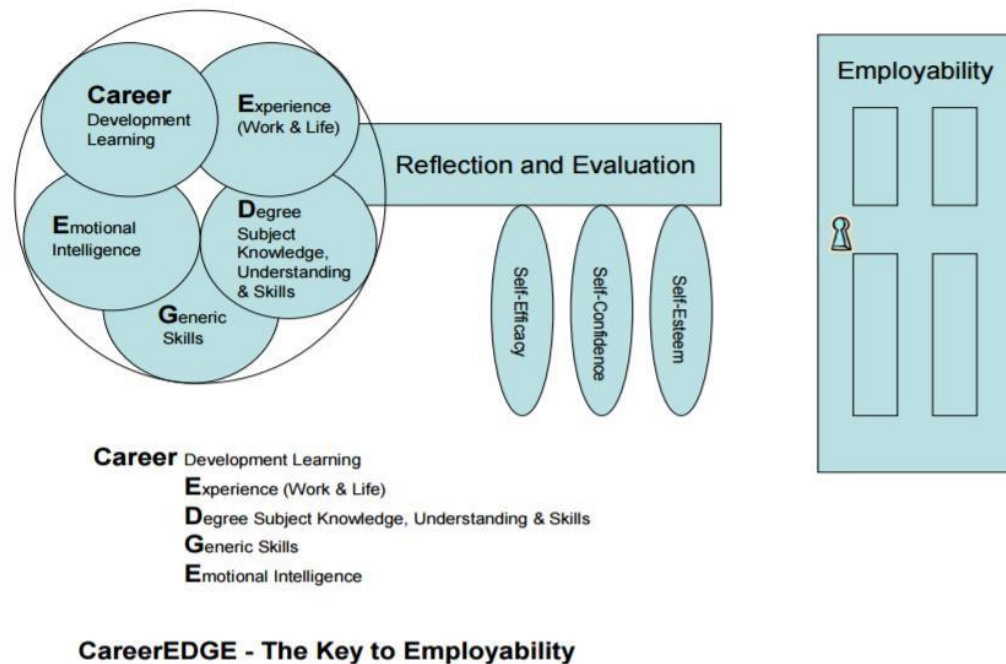 Career
Development
Learning
Experience
(Work & Life)
Emotional
Intelligence
Degree
Subject
Knowledge,
Understanding
& Skills
Generic
Skills
Reflection and Evaluation
Self-Efficacy
Self-Confidence
Self-Esteem
Employability
Career Development Learning
Experience (Work & Life)
Degree Subject Knowledge, Understanding & Skills
Generic Skills
Emotional Intelligence
CareerEDGE - The Key to Employability